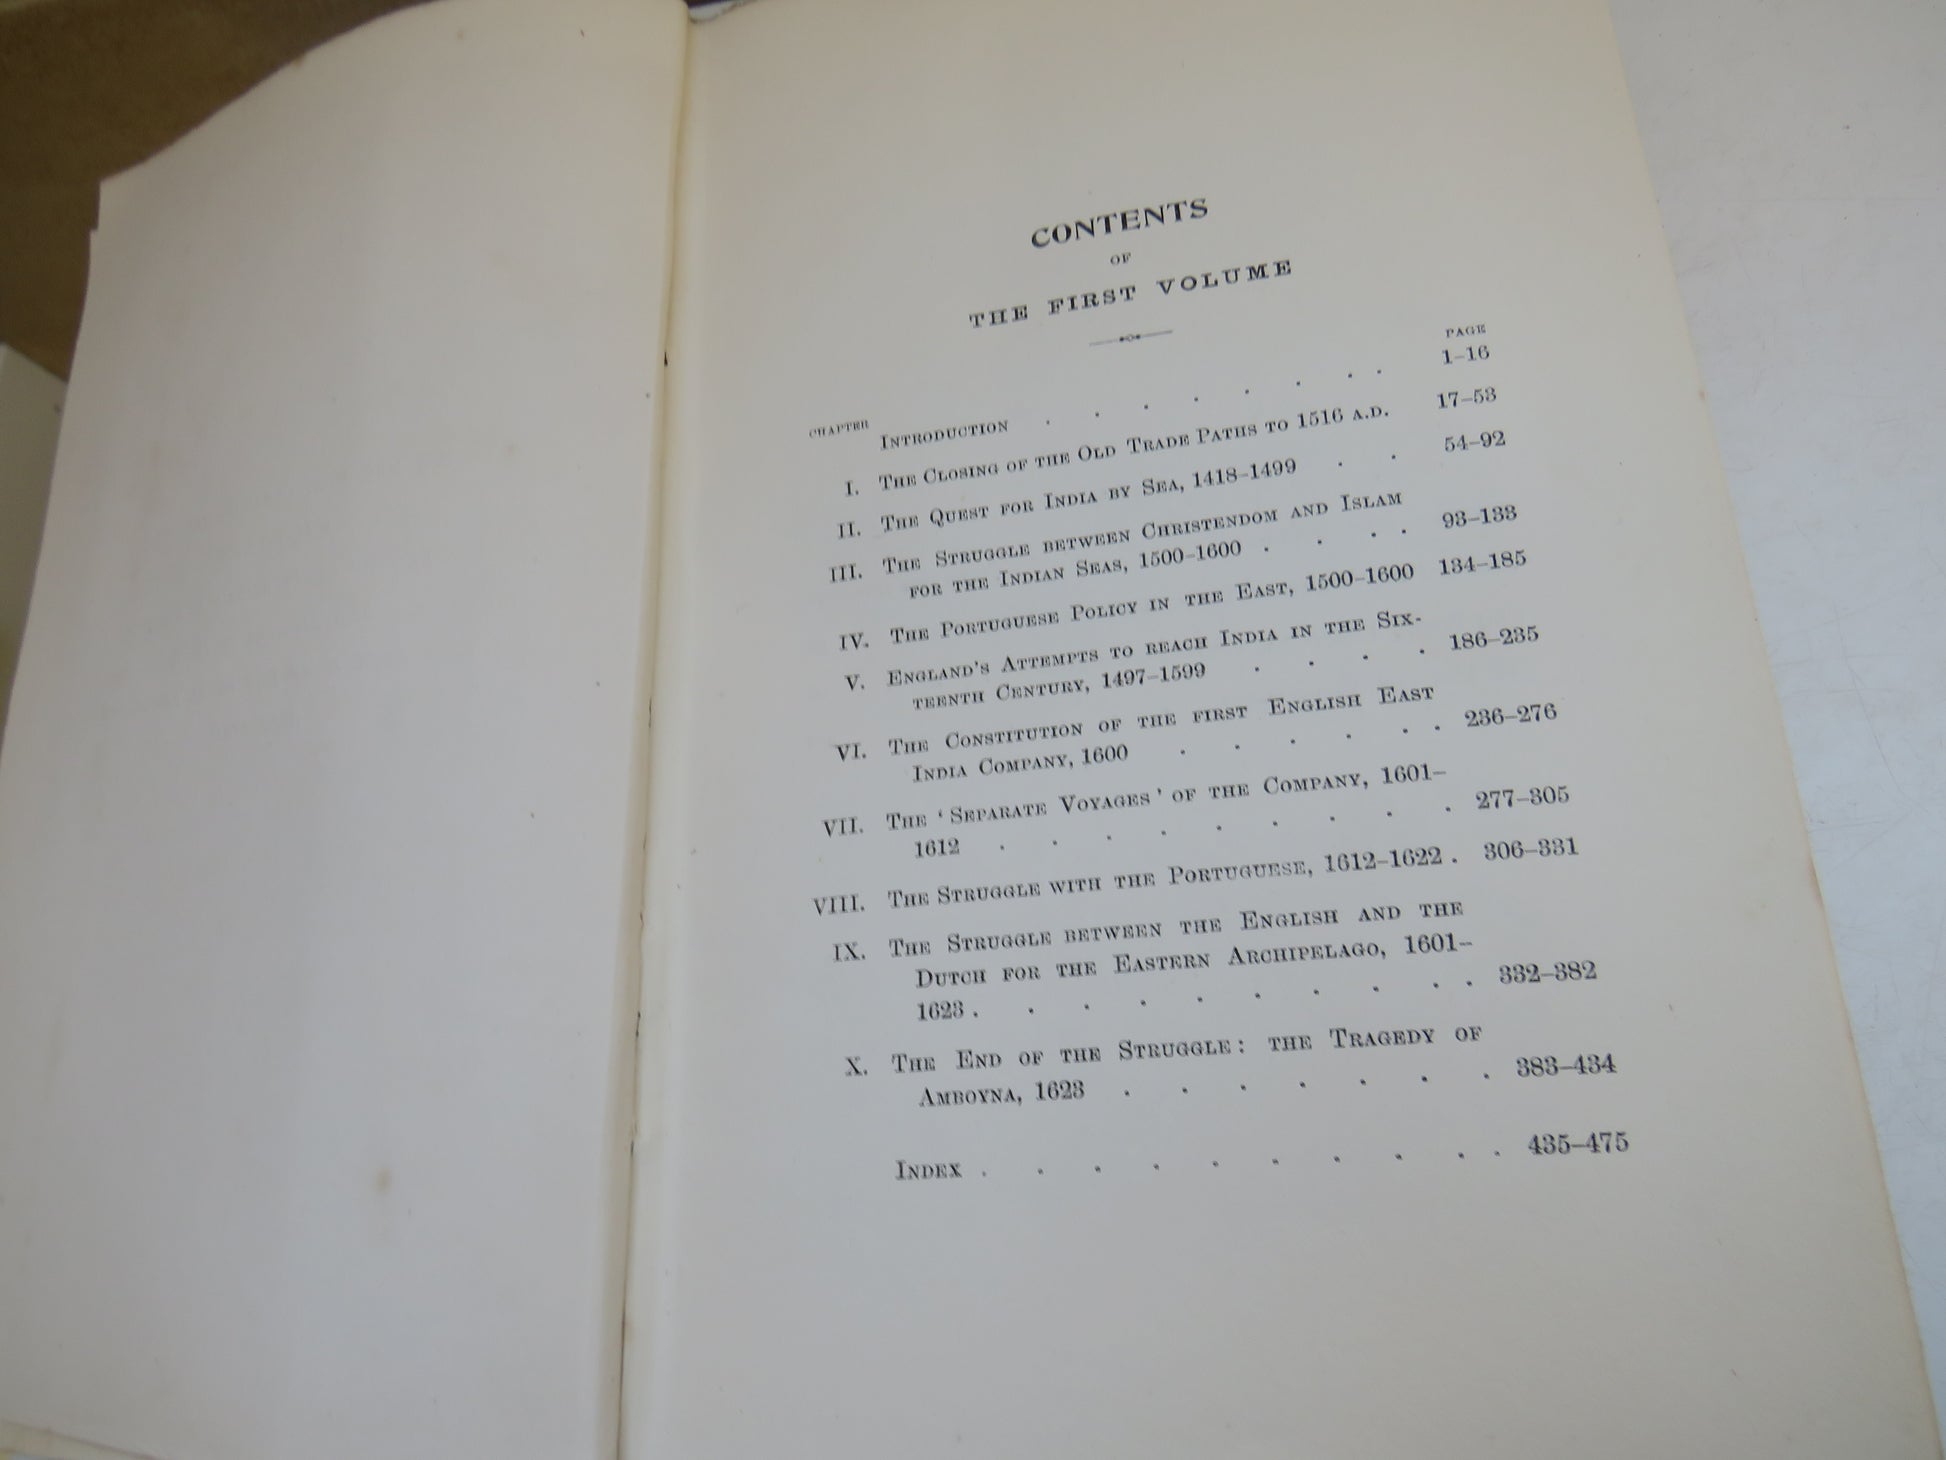 CONTENTS
OF
THE FIRST VOLUME
PAGE
CHAPTER
INTRODUCTION . . . . . . . . 1–16
I. THE CLOSING OF THE OLD TRADE PATHS TO 1516 A.D. 17–53
II. THE QUEST FOR INDIA BY SEA, 1418–1499 . . 54–92
III. THE STRUGGLE BETWEEN CHRISTENDOM AND ISLAM
FOR THE INDIAN SEAS, 1500–1600 . . . . 93–133
IV. THE PORTUGUESE POLICY IN THE EAST, 1500–1600 134–185
V. ENGLAND'S ATTEMPTS TO REACH INDIA IN THE SIX-
TEENTH CENTURY, 1497–1599 . . . . 186–235
VI. THE CONSTITUTION OF THE FIRST ENGLISH EAST
INDIA COMPANY, 1600 . . . . . . 236–276
VII. THE ‘SEPARATE VOYAGES’ OF THE COMPANY, 1601–
1612 . . . . . . . . . 277–305
VIII. THE STRUGGLE WITH THE PORTUGUESE, 1612–1622 . 306–331
IX. THE STRUGGLE BETWEEN THE ENGLISH AND THE
DUTCH FOR THE EASTERN ARCHIPELAGO, 1601–
1623 . . . . . . . . . . 332–382
X. THE END OF THE STRUGGLE: THE TRAGEDY OF
AMBOYNA, 1623 . . . . . . . 383–434
INDEX . . . . . . . . . . 435–475